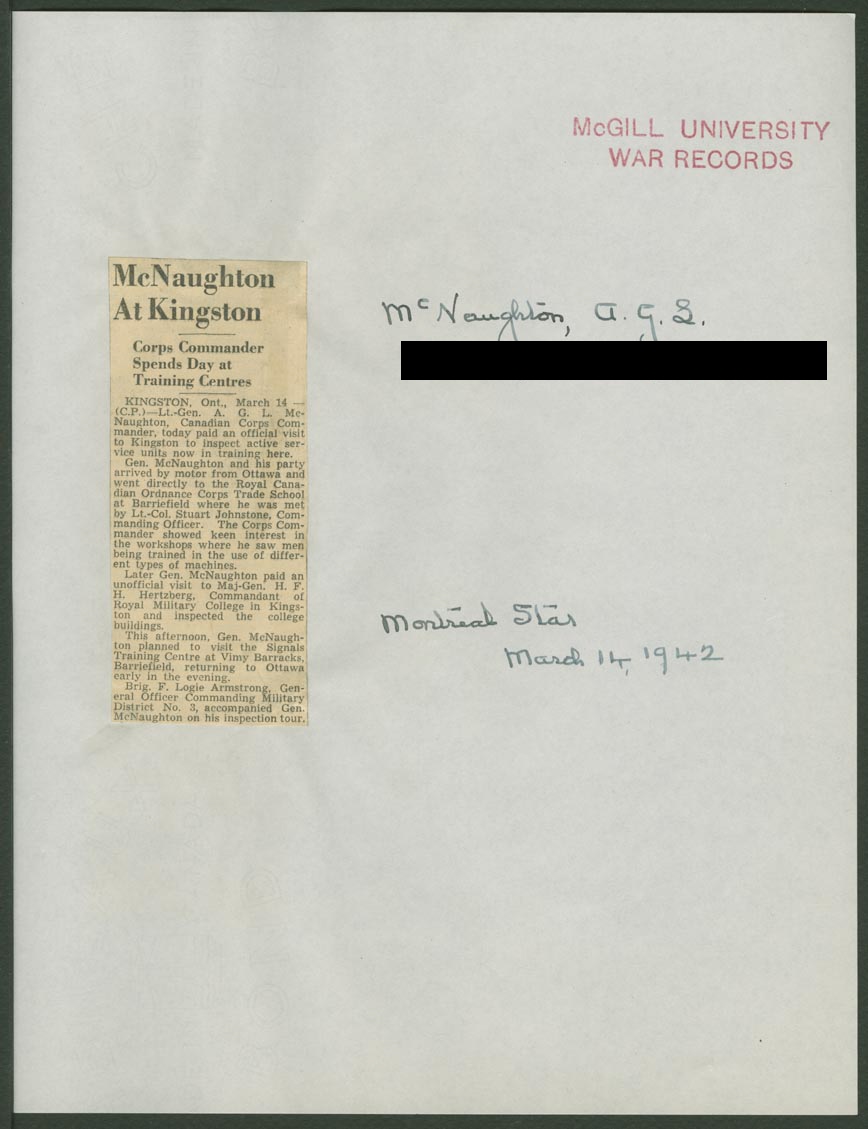 McGILL UNIVERSITY
WAR RECORDS
McNaughton
At Kingston
Corps Commander
Spends Day at
Training Centres
KINGSTON, Ont., March 14 —
(C.P.)—Lt.-Gen. A. G. L. Mc-
Naughton, Canadian Corps Com-
mander, today paid an official visit
to Kingston to inspect active ser-
vice units now in training here.
Gen. McNaughton and his party
arrived by motor from Ottawa and
went directly to the Royal Cana-
dian Ordnance Corps Trade School
at Barriefield where he was met
by Lt.-Col. Stuart Johnstone, Com-
manding Officer. The Corps Com-
mander showed keen interest in
the workshops where he saw men
being trained in the use of differ-
ent types of machines.
Later Gen. McNaughton paid an
unofficial visit to Maj-Gen. H. F.
H. Hertzberg, Commandant of
Royal Military College in Kings-
ton and inspected the college
buildings.
This afternoon, Gen. McNaugh-
ton planned to visit the Signals
Training Centre at Vimy Barracks,
Barriefield, returning to Ottawa
early in the evening.
Brig. F. Logie Armstrong, Gen-
eral Officer Commanding Military
District No. 3, accompanied Gen.
McNaughton on his inspection tour.
McNaughton, A. G. L.
Montreal Star
March 14, 1942